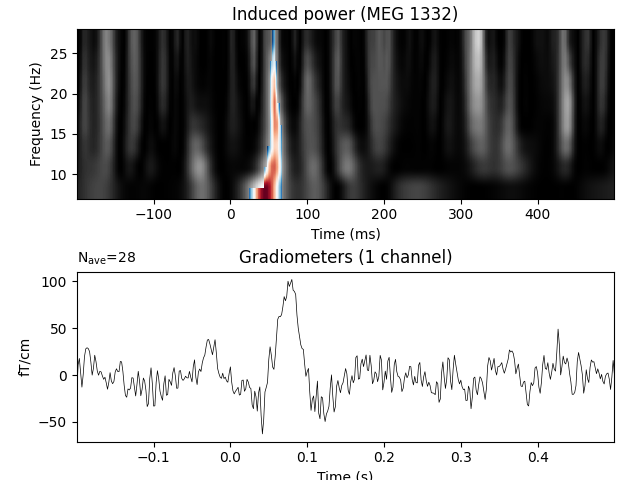 Induced power (MEG 1332)
Frequency (Hz)
25
20
15
10
−100
0
100
200
300
400
Time (ms)
Nave=28
Gradiometers (1 channel)
fT/cm
100
50
0
−50
−0.1
0.0
0.1
0.2
0.3
0.4
Time (s)